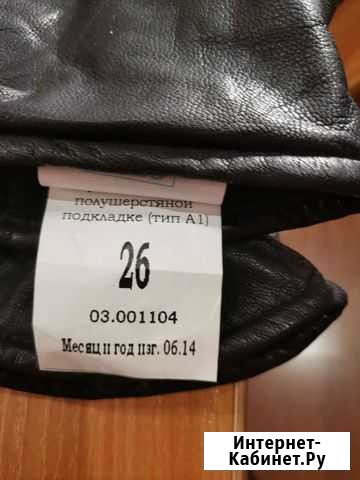 полушерстяной
подкладке (тип А1)
26
03.001104
Месяц и год изг. 06.14
Интернет-
Кабинет.Ру